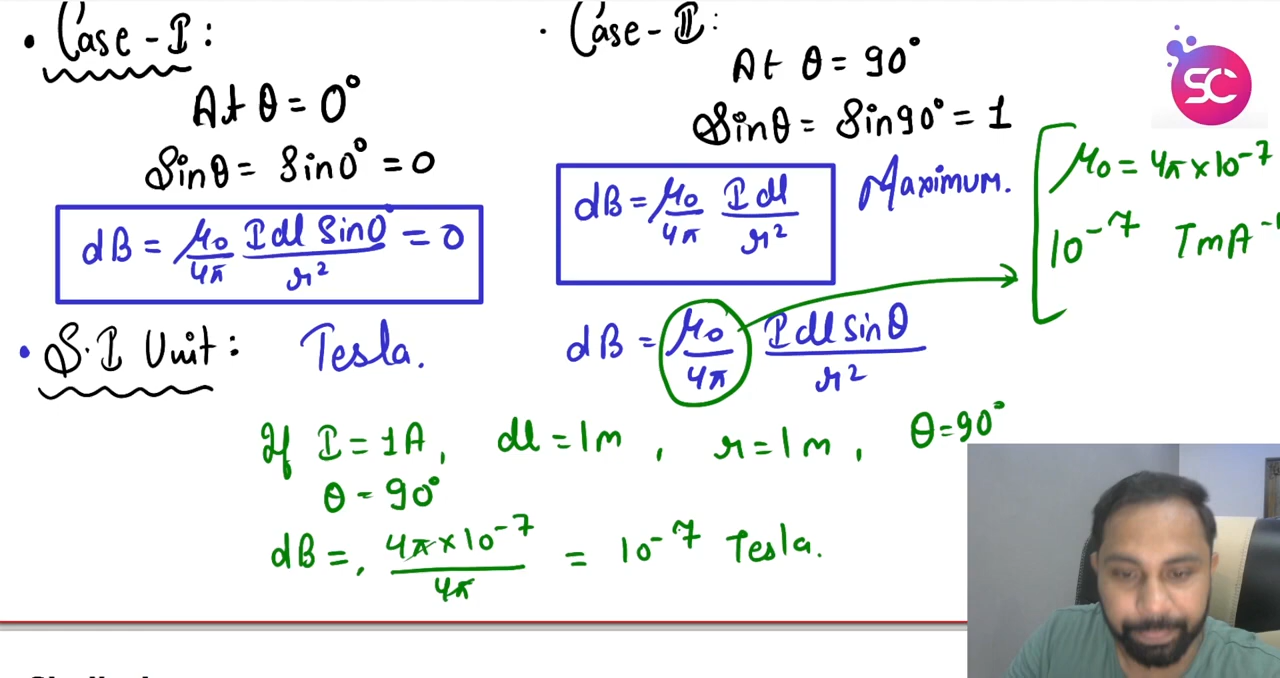 • Case-I:
At θ = 0°
Sinθ = Sin0° = 0
dB = μ₀/4π I dl Sin0°/r² = 0
• S.I Unit: Tesla.
· Case-II:
At θ = 90°
Sinθ = Sin90° = 1
dB = μ₀/4π I dl/r² Maximum.
dB = μ₀/4π I dl sinθ/r²
μ₀ = 4π×10⁻⁷
10⁻⁷ TmA⁻¹
If I = 1A, dl = 1m, r = 1m, θ=90°
θ = 90°
dB = 4π×10⁻⁷/4π = 10⁻⁷ Tesla.
SC